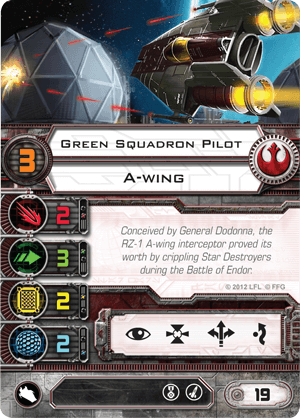 Green Squadron Pilot
3
A-wing
2
3
2
2
Conceived by General Dodonna, the
RZ-1 A-wing interceptor proved its
worth by crippling Star Destroyers
during the Battle of Endor.
© 2012 LFL © FFG
19